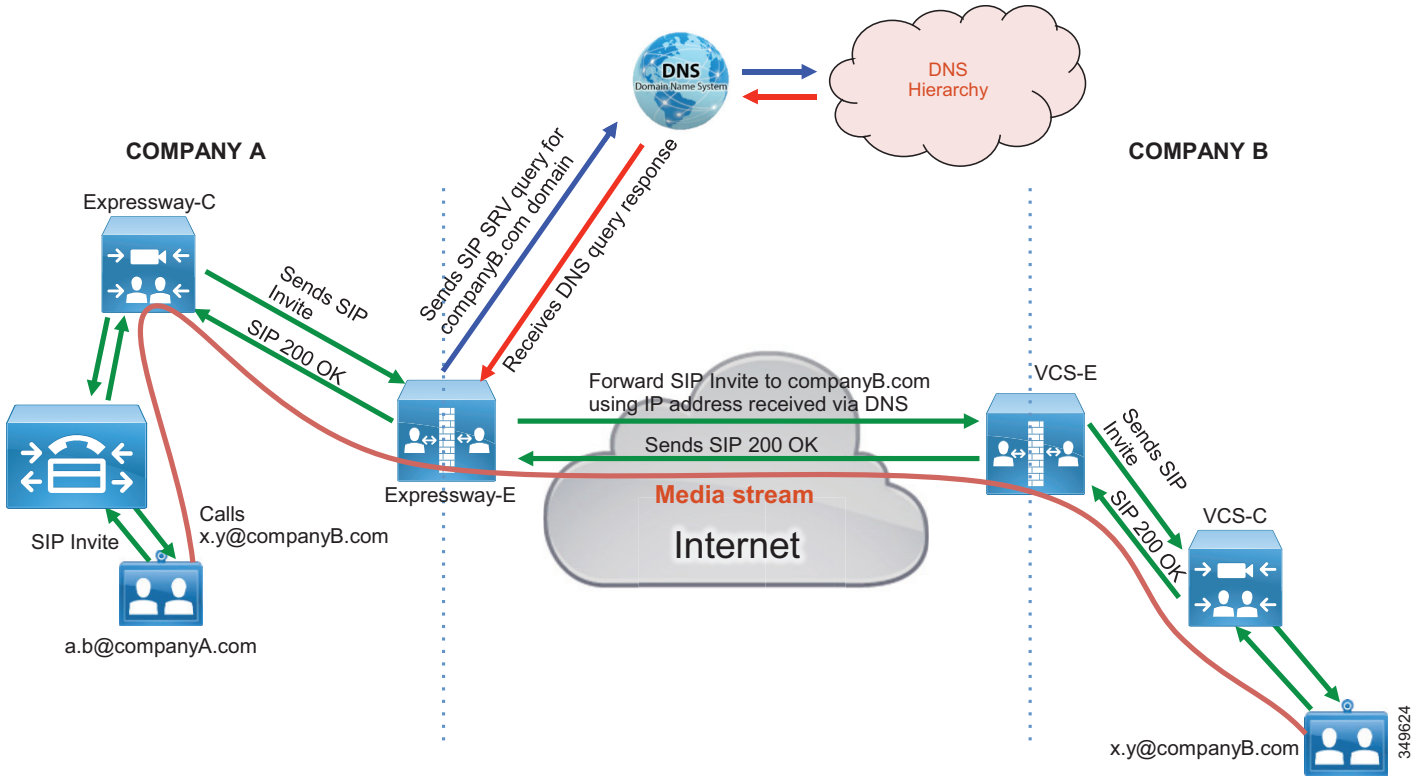 DNS
Domain Name System
DNS
Hierarchy
COMPANY A
COMPANY B
Expressway-C
Sends SIP SRV query for
companyB.com domain
Receives DNS query response
Sends SIP
Invite
SIP 200 OK
Forward SIP Invite to companyB.com
using IP address received via DNS
VCS-E
Sends SIP 200 OK
Sends SIP
Invite
SIP 200 OK
Expressway-E
Media stream
Internet
VCS-C
Calls
x.y@companyB.com
SIP Invite
a.b@companyA.com
x.y@companyB.com
349624